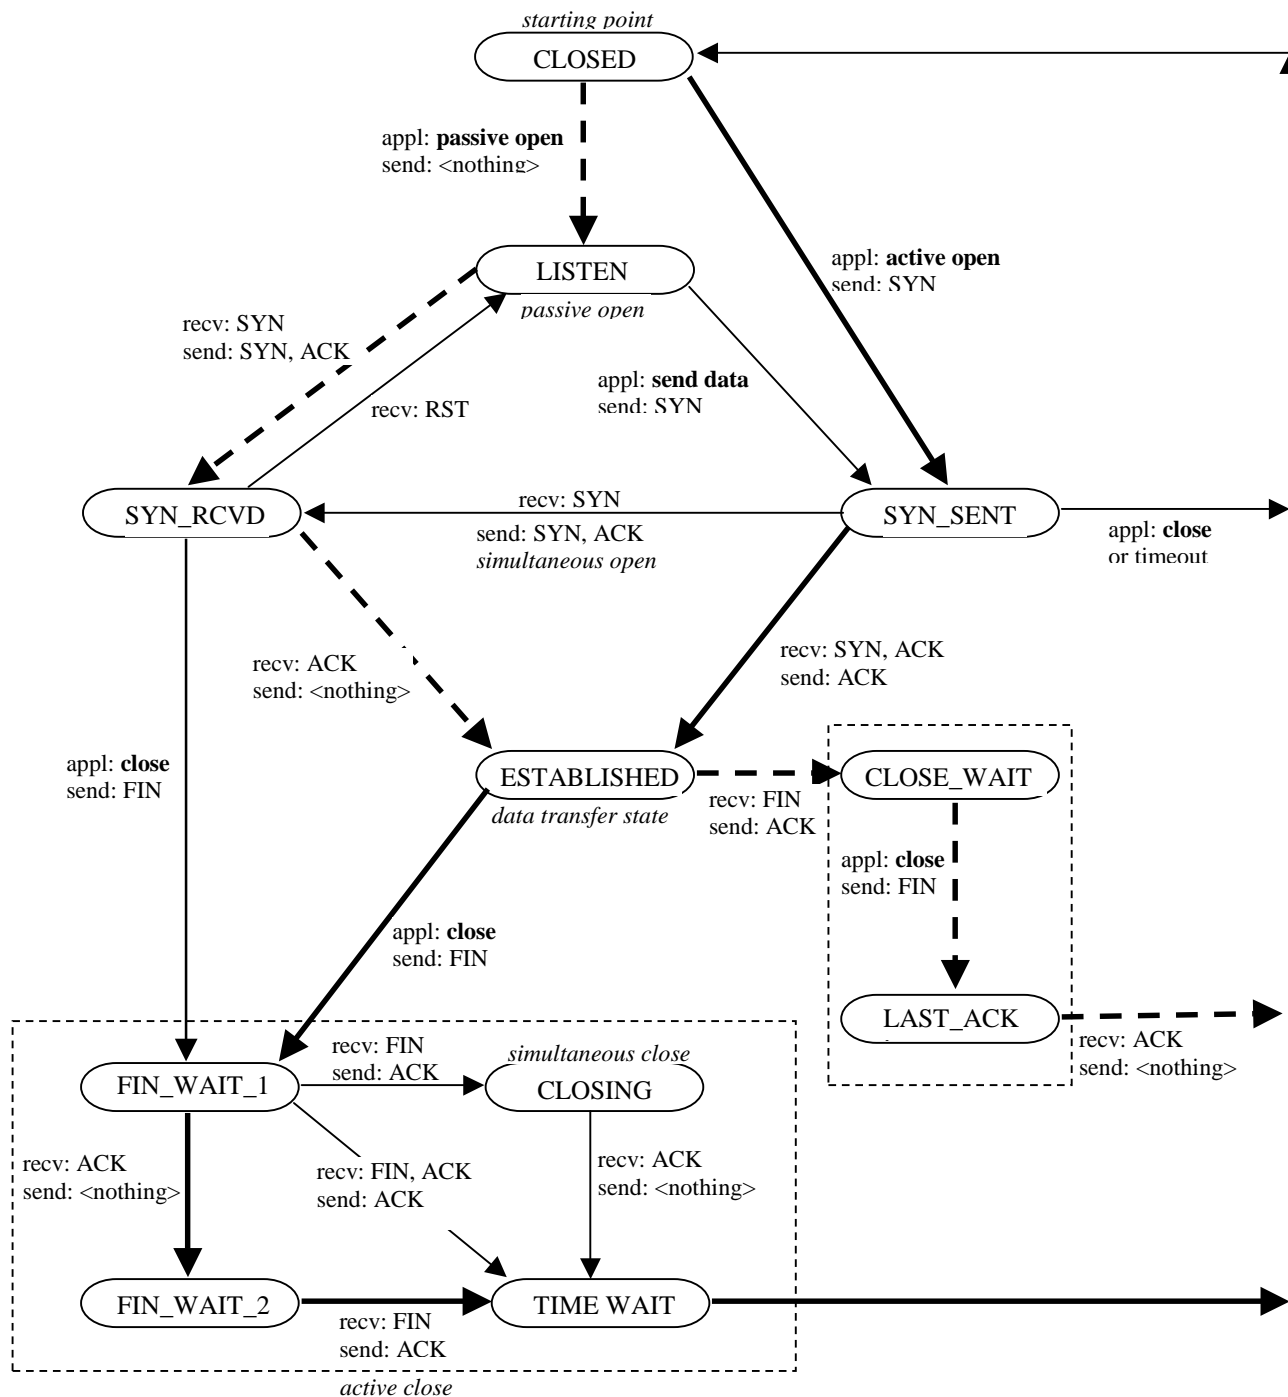 starting point
CLOSED
appl: passive open
send: <nothing>
appl: active open
send: SYN
LISTEN
passive open
recv: SYN
send: SYN, ACK
appl: send data
send: SYN
recv: RST
SYN_RCVD
recv: SYN
send: SYN, ACK
simultaneous open
SYN_SENT
appl: close
or timeout
recv: ACK
send: <nothing>
recv: SYN, ACK
send: ACK
appl: close
send: FIN
ESTABLISHED
data transfer state
recv: FIN
send: ACK
CLOSE_WAIT
appl: close
send: FIN
appl: close
send: FIN
LAST_ACK
recv: ACK
send: <nothing>
recv: FIN
send: ACK
simultaneous close
FIN_WAIT_1
CLOSING
recv: ACK
send: <nothing>
recv: FIN, ACK
send: ACK
recv: ACK
send: <nothing>
FIN_WAIT_2
recv: FIN
send: ACK
TIME WAIT
active close